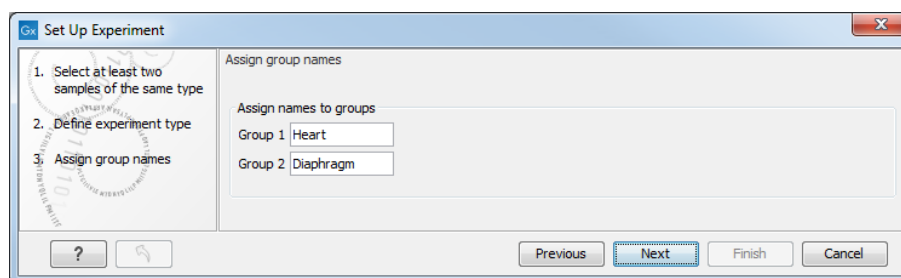 Gx Set Up Experiment
1. Select at least two
samples of the same type
2. Define experiment type
3. Assign group names
Assign group names
Assign names to groups
Group 1 Heart
Group 2 Diaphragm
? Previous Next Finish Cancel